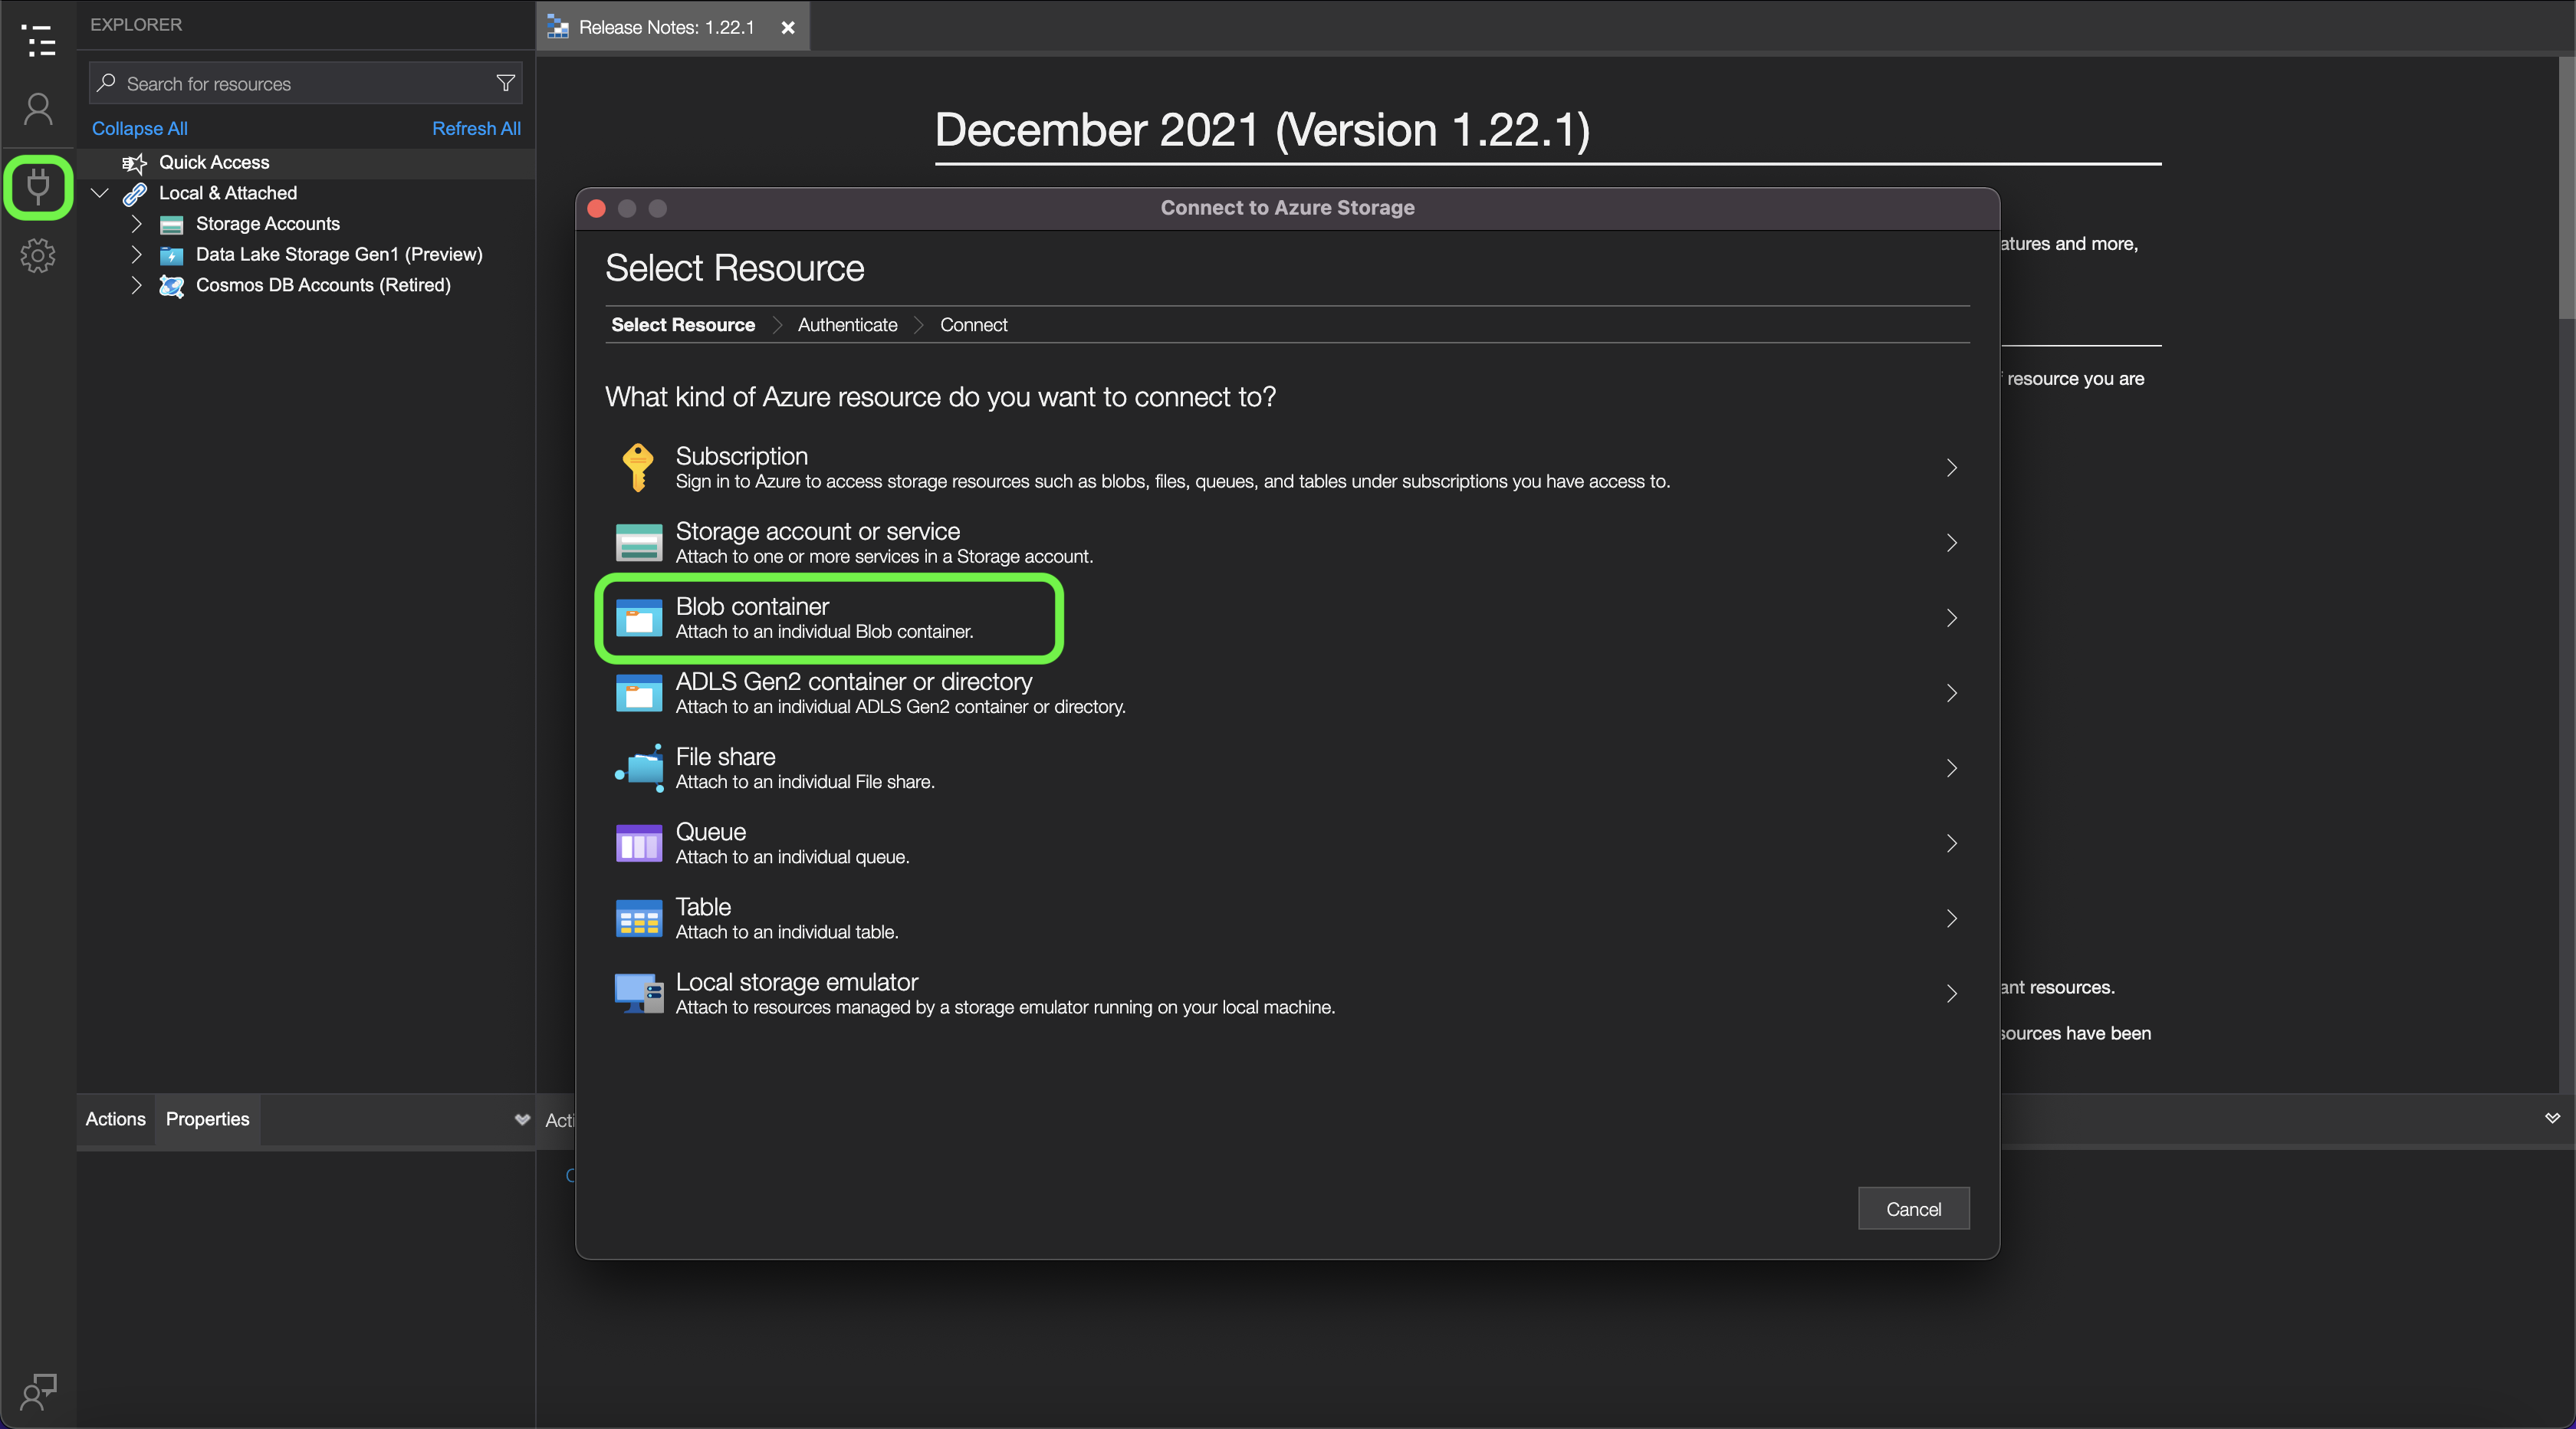 EXPLORER
Search for resources
Collapse All
Refresh All
Quick Access
Local & Attached
Storage Accounts
Data Lake Storage Gen1 (Preview)
Cosmos DB Accounts (Retired)
Actions
Properties
Release Notes: 1.22.1
December 2021 (Version 1.22.1)
Connect to Azure Storage
Select Resource
Select Resource
Authenticate
Connect
What kind of Azure resource do you want to connect to?
Subscription
Sign in to Azure to access storage resources such as blobs, files, queues, and tables under subscriptions you have access to.
Storage account or service
Attach to one or more services in a Storage account.
Blob container
Attach to an individual Blob container.
ADLS Gen2 container or directory
Attach to an individual ADLS Gen2 container or directory.
File share
Attach to an individual File share.
Queue
Attach to an individual queue.
Table
Attach to an individual table.
Local storage emulator
Attach to resources managed by a storage emulator running on your local machine.
Cancel
and more,
resource you are
resources.
have been